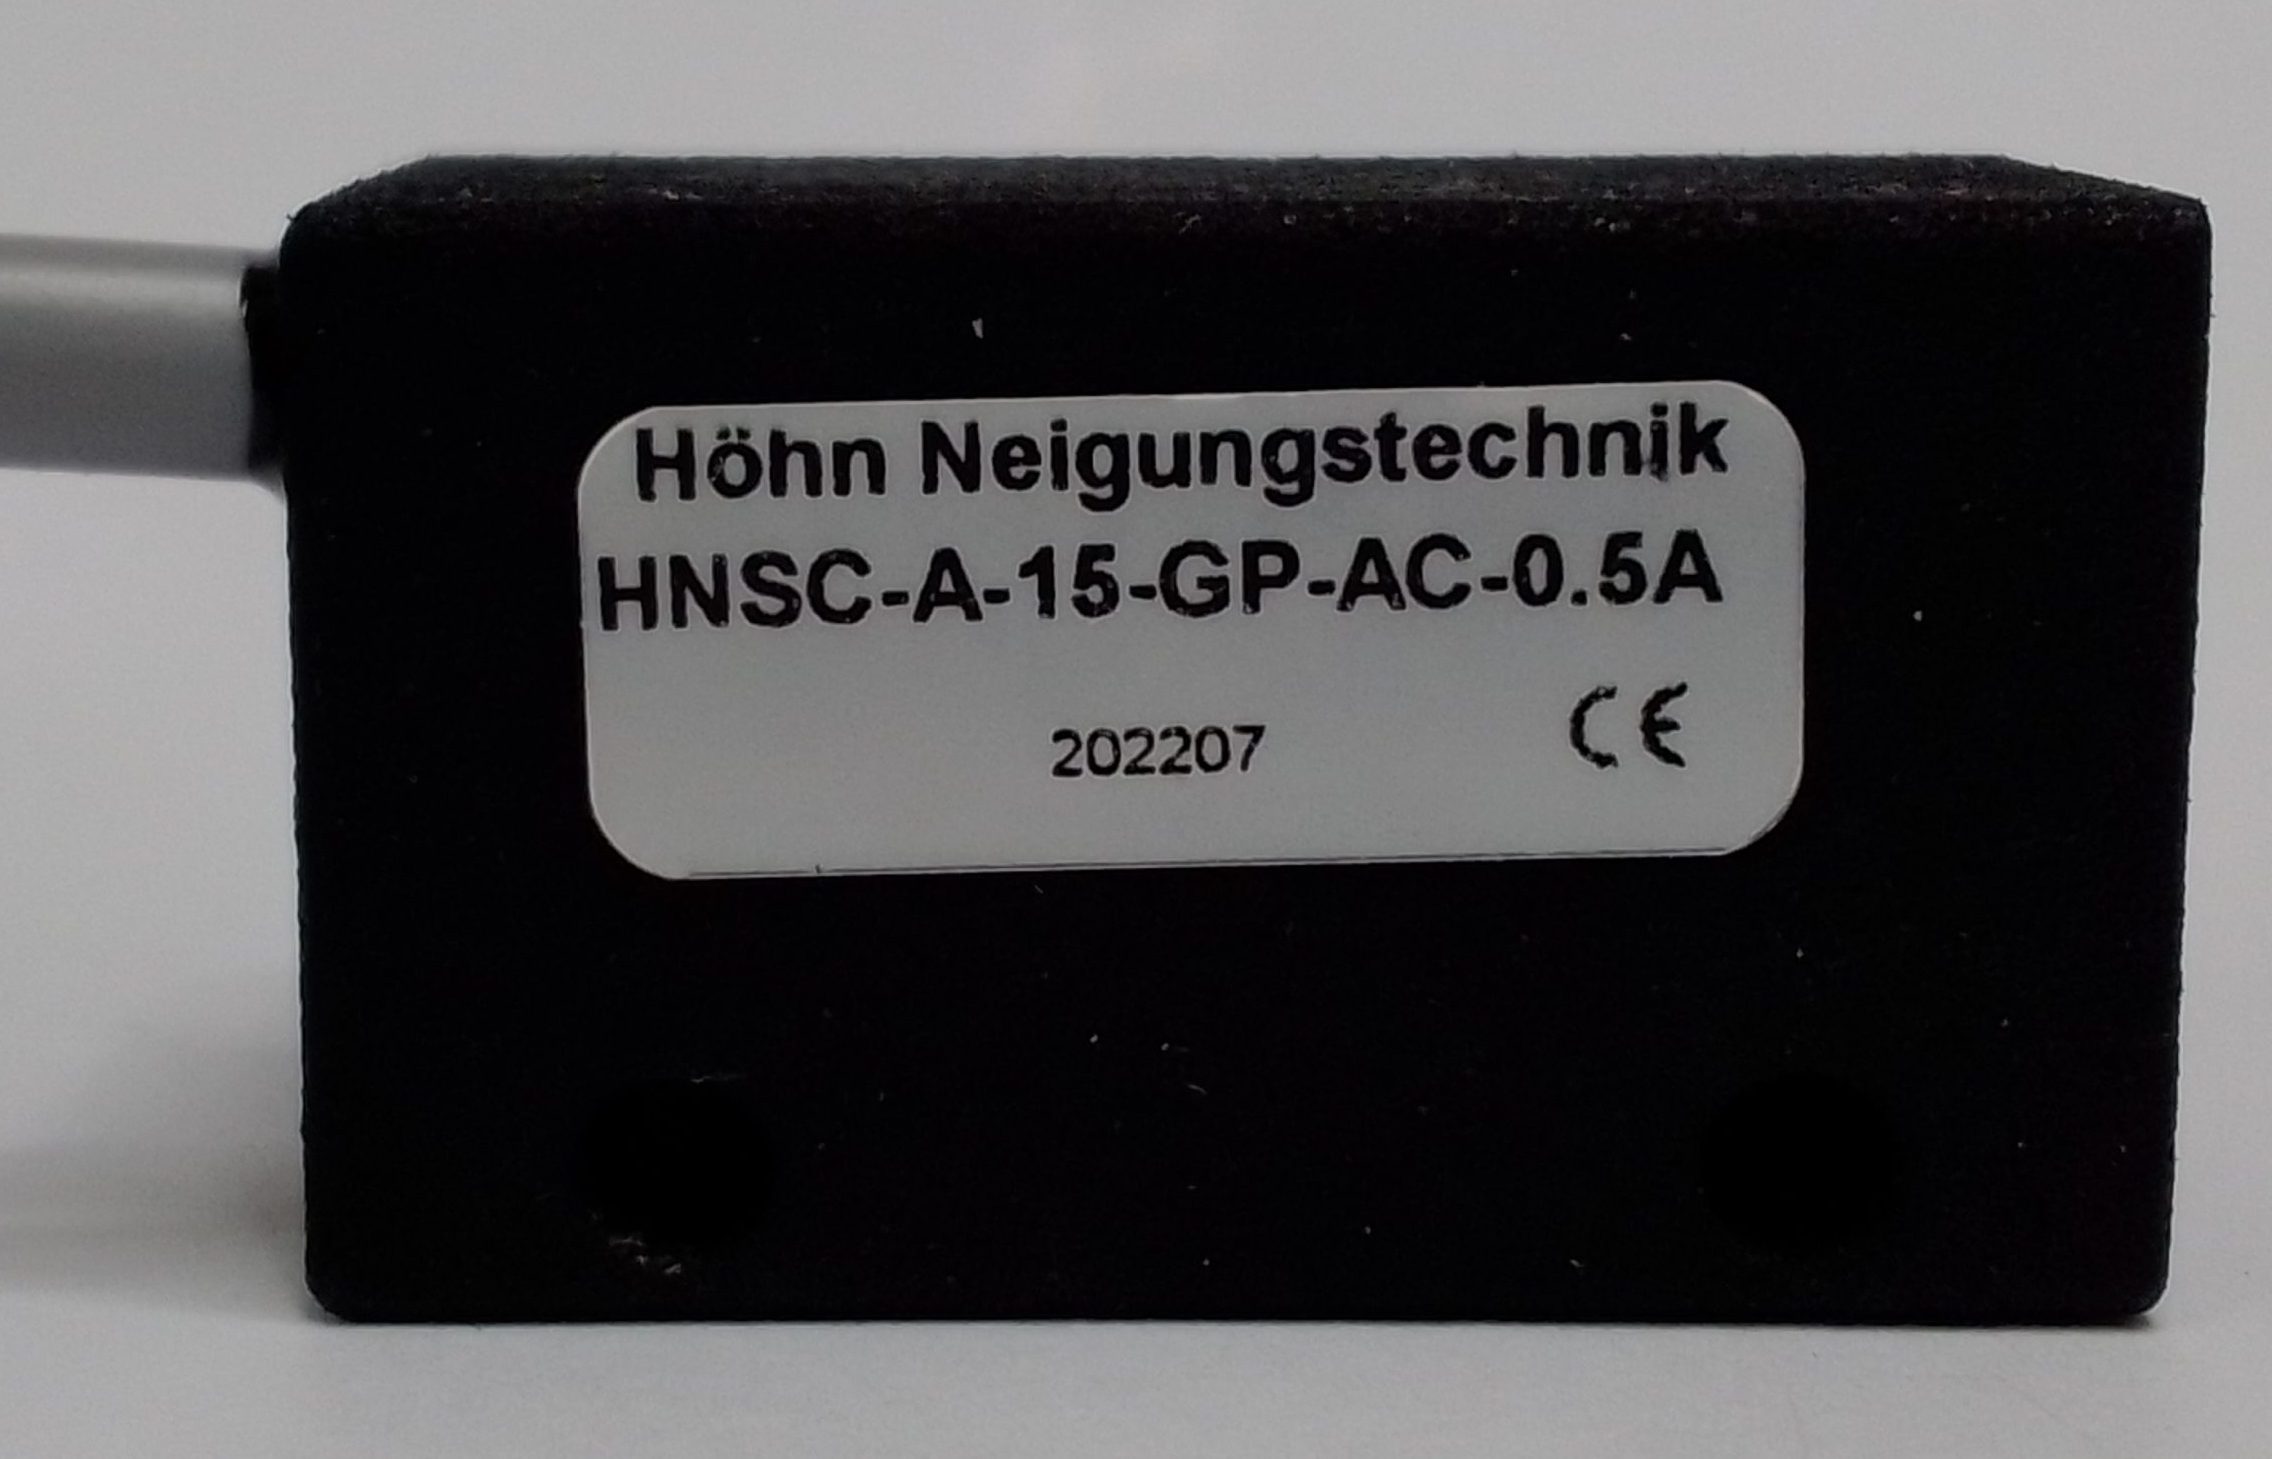 Höhn Neigungstechnik
HNSC-A-15-GP-AC-0.5A
202207 CE